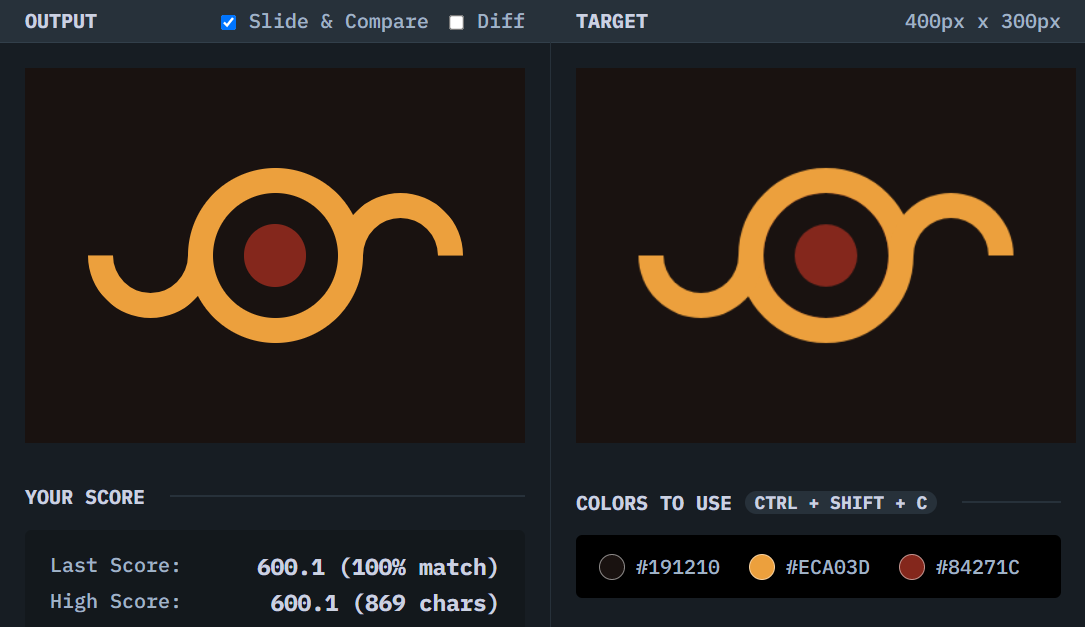 OUTPUT
Slide & Compare
Diff
TARGET
400px x 300px
YOUR SCORE
Last Score:
600.1 (100% match)
High Score:
600.1 (869 chars)
COLORS TO USE
CTRL + SHIFT + C
#191210
#ECA03D
#84271C